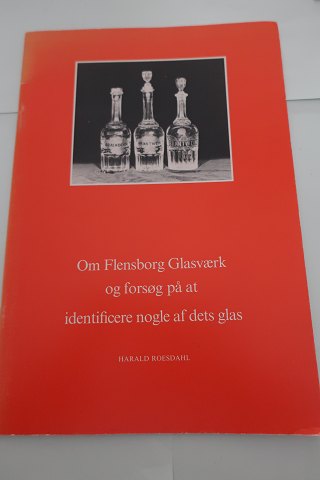 Om Flensborg Glasværk
og forsøg på at
identificere nogle af dets glas
HARALD ROESDAHL